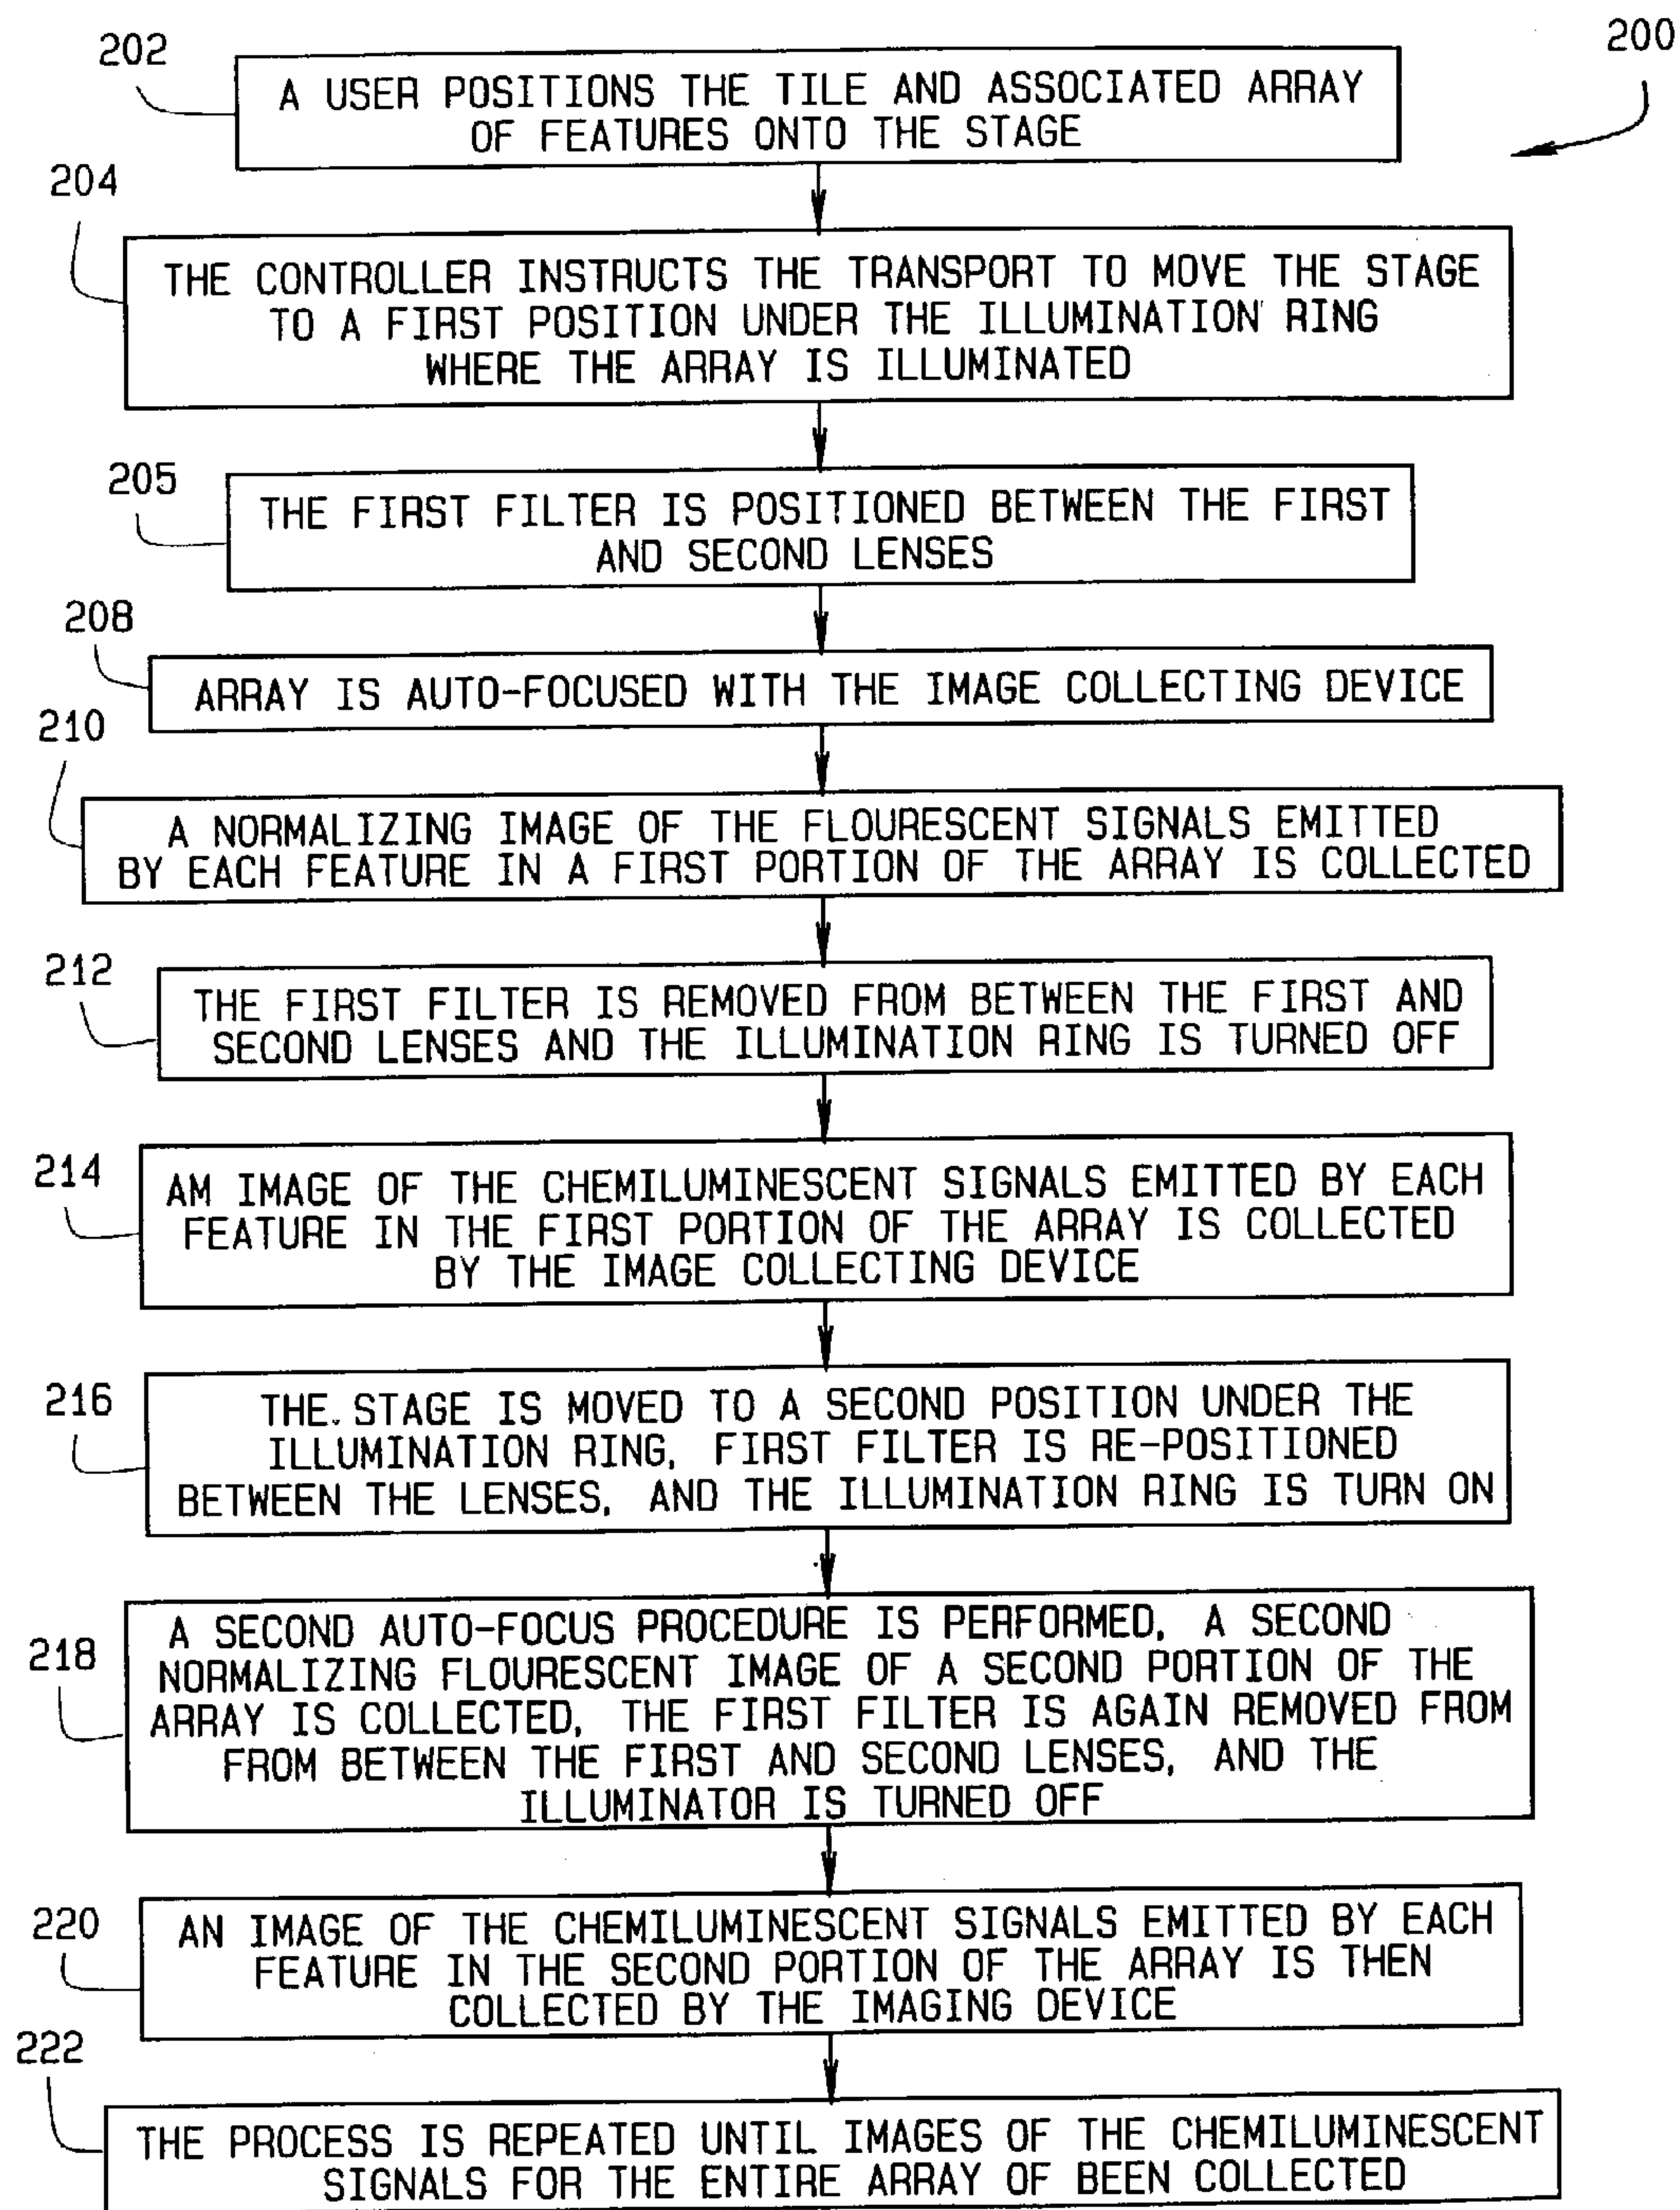 200
202
A USER POSITIONS THE TILE AND ASSOCIATED ARRAY
OF FEATURES ONTO THE STAGE
204
THE CONTROLLER INSTRUCTS THE TRANSPORT TO MOVE THE STAGE
TO A FIRST POSITION UNDER THE ILLUMINATION RING
WHERE THE ARRAY IS ILLUMINATED
205
THE FIRST FILTER IS POSITIONED BETWEEN THE FIRST
AND SECOND LENSES
208
ARRAY IS AUTO-FOCUSED WITH THE IMAGE COLLECTING DEVICE
210
A NORMALIZING IMAGE OF THE FLOURESCENT SIGNALS EMITTED
BY EACH FEATURE IN A FIRST PORTION OF THE ARRAY IS COLLECTED
212
THE FIRST FILTER IS REMOVED FROM BETWEEN THE FIRST AND
SECOND LENSES AND THE ILLUMINATION RING IS TURNED OFF
214
AM IMAGE OF THE CHEMILUMINESCENT SIGNALS EMITTED BY EACH
FEATURE IN THE FIRST PORTION OF THE ARRAY IS COLLECTED
BY THE IMAGE COLLECTING DEVICE
216
THE STAGE IS MOVED TO A SECOND POSITION UNDER THE
ILLUMINATION RING, FIRST FILTER IS RE-POSITIONED
BETWEEN THE LENSES, AND THE ILLUMINATION RING IS TURN ON
218
A SECOND AUTO-FOCUS PROCEDURE IS PERFORMED, A SECOND
NORMALIZING FLOURESCENT IMAGE OF A SECOND PORTION OF THE
ARRAY IS COLLECTED, THE FIRST FILTER IS AGAIN REMOVED FROM
FROM BETWEEN THE FIRST AND SECOND LENSES, AND THE
ILLUMINATOR IS TURNED OFF
220
AN IMAGE OF THE CHEMILUMINESCENT SIGNALS EMITTED BY EACH
FEATURE IN THE SECOND PORTION OF THE ARRAY IS THEN
COLLECTED BY THE IMAGING DEVICE
222
THE PROCESS IS REPEATED UNTIL IMAGES OF THE CHEMILUMINESCENT
SIGNALS FOR THE ENTIRE ARRAY OF BEEN COLLECTED